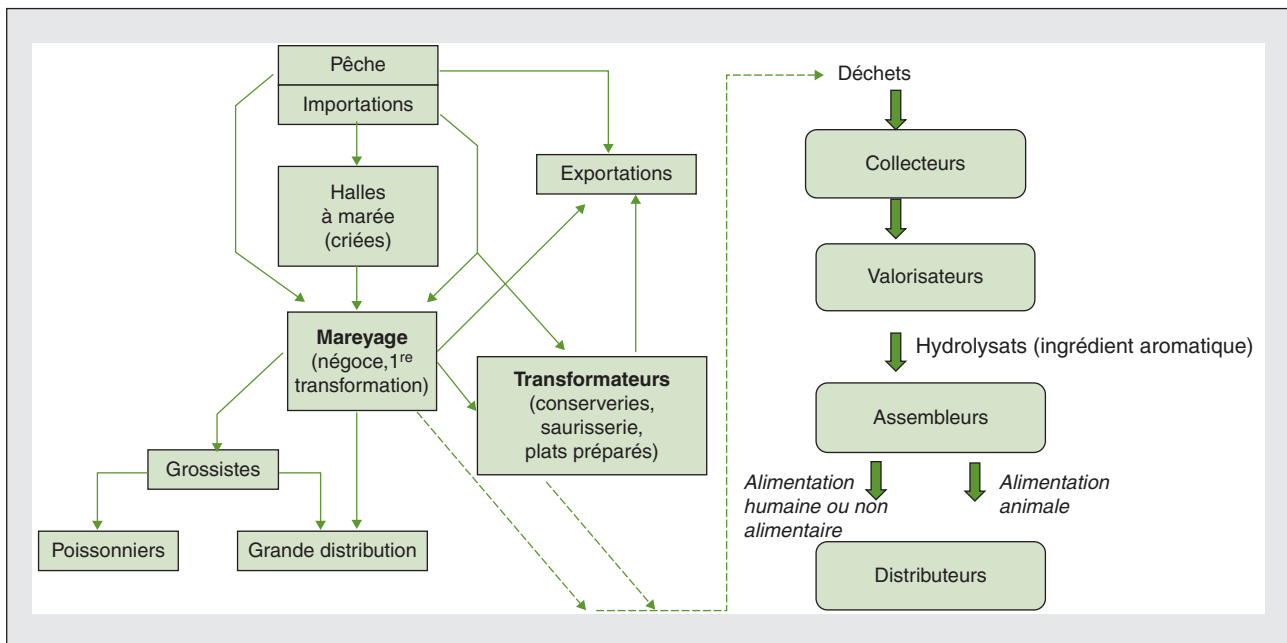 Pêche
Importations
Halles
à marée
(criées)
Exportations
Mareyage
(négoce,1re
transformation)
Transformateurs
(conserveries,
saurisserie,
plats préparés)
Grossistes
Poissonniers
Grande distribution
Déchets
Collecteurs
Valorisateurs
Hydrolysats (ingrédient aromatique)
Assembleurs
Alimentation
humaine ou non
alimentaire
Alimentation
animale
Distributeurs